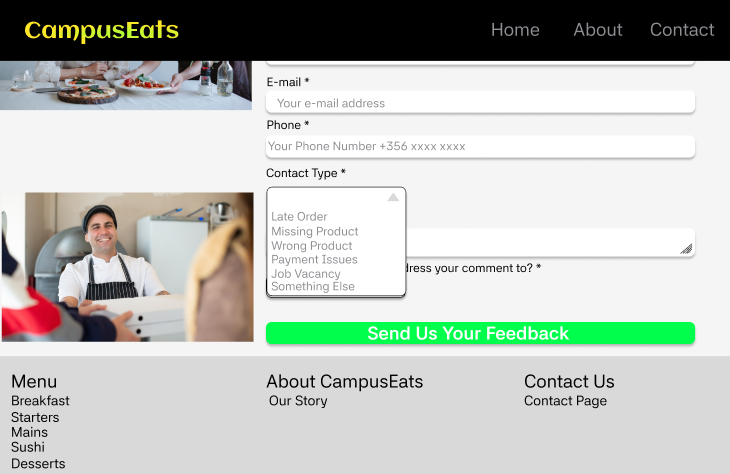 CampusEats
Home About Contact
E-mail *
Your e-mail address
Phone *
Your Phone Number +356 xxxx xxxx
Contact Type *
Late Order
Missing Product
Wrong Product
Payment Issues
Job Vacancy
Something Else
dress your comment to? *
Send Us Your Feedback
Menu
Breakfast
Starters
Mains
Sushi
Desserts
About CampusEats
Our Story
Contact Us
Contact Page